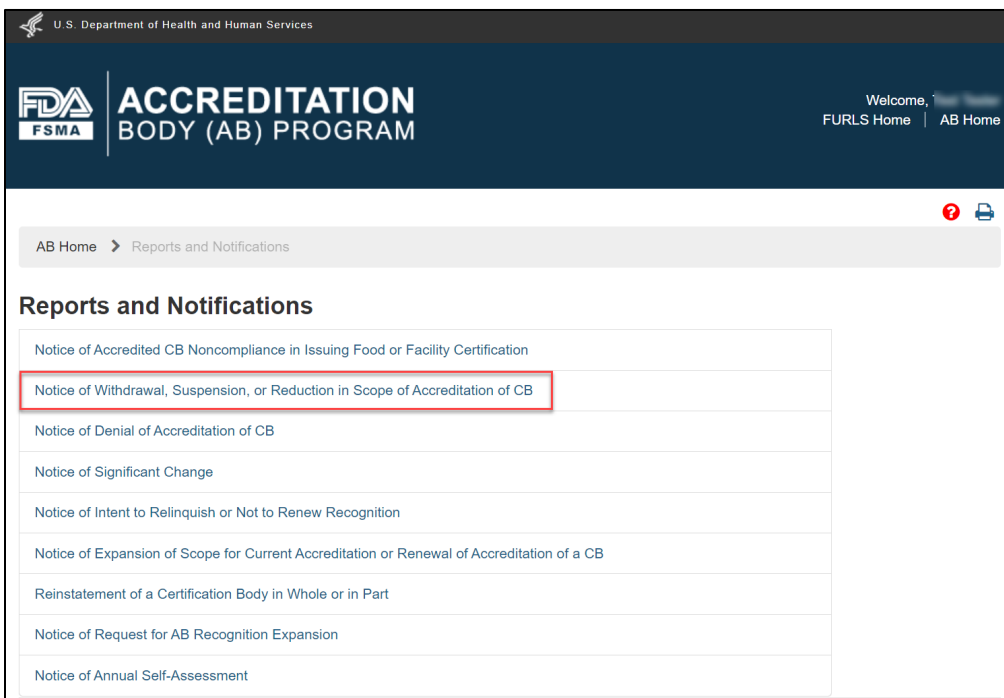 U.S. Department of Health and Human Services
FDA
FSMA
ACCREDITATION
BODY (AB) PROGRAM
Welcome,
FURLS Home | AB Home
?
AB Home > Reports and Notifications
Reports and Notifications
Notice of Accredited CB Noncompliance in Issuing Food or Facility Certification
Notice of Withdrawal, Suspension, or Reduction in Scope of Accreditation of CB
Notice of Denial of Accreditation of CB
Notice of Significant Change
Notice of Intent to Relinquish or Not to Renew Recognition
Notice of Expansion of Scope for Current Accreditation or Renewal of Accreditation of a CB
Reinstatement of a Certification Body in Whole or in Part
Notice of Request for AB Recognition Expansion
Notice of Annual Self-Assessment